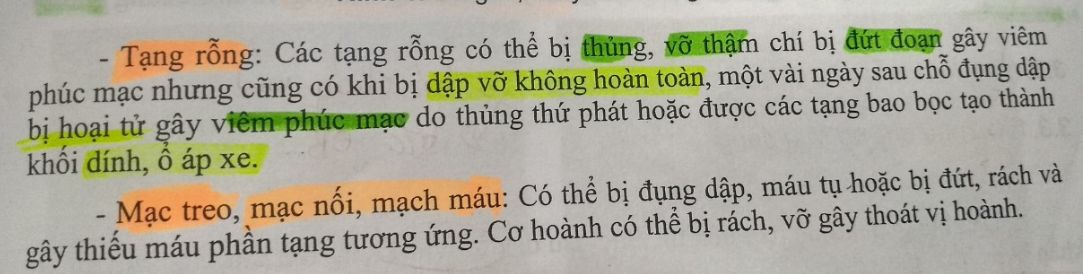 - Tạng rỗng: Các tạng rỗng có thể bị thủng, vỡ thậm chí bị đứt đoạn gây viêm
phúc mạc nhưng cũng có khi bị dập vỡ không hoàn toàn, một vài ngày sau chỗ đụng dập
bị hoại tử gây viêm phúc mạc do thủng thứ phát hoặc được các tạng bao bọc tạo thành
khối dính, ổ áp xe.
- Mạc treo, mạc nối, mạch máu: Có thể bị đụng dập, máu tụ hoặc bị đứt, rách và
gây thiếu máu phần tạng tương ứng. Cơ hoành có thể bị rách, vỡ gây thoát vị hoành.